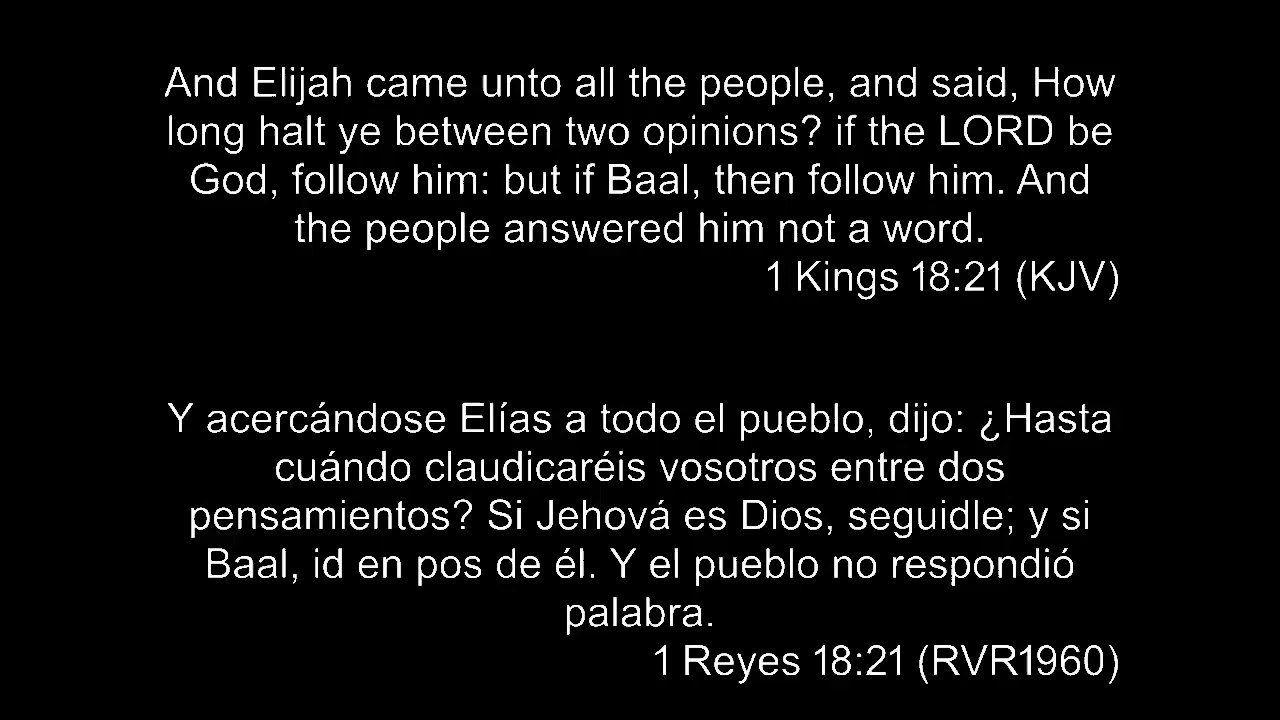 And Elijah came unto all the people, and said, How
long halt ye between two opinions? if the LORD be
God, follow him: but if Baal, then follow him. And
the people answered him not a word.
1 Kings 18:21 (KJV)
Y acercándose Elías a todo el pueblo, dijo: ¿Hasta
cuándo claudicaréis vosotros entre dos
pensamientos? Si Jehová es Dios, seguidle; y si
Baal, id en pos de él. Y el pueblo no respondió
palabra.
1 Reyes 18:21 (RVR1960)